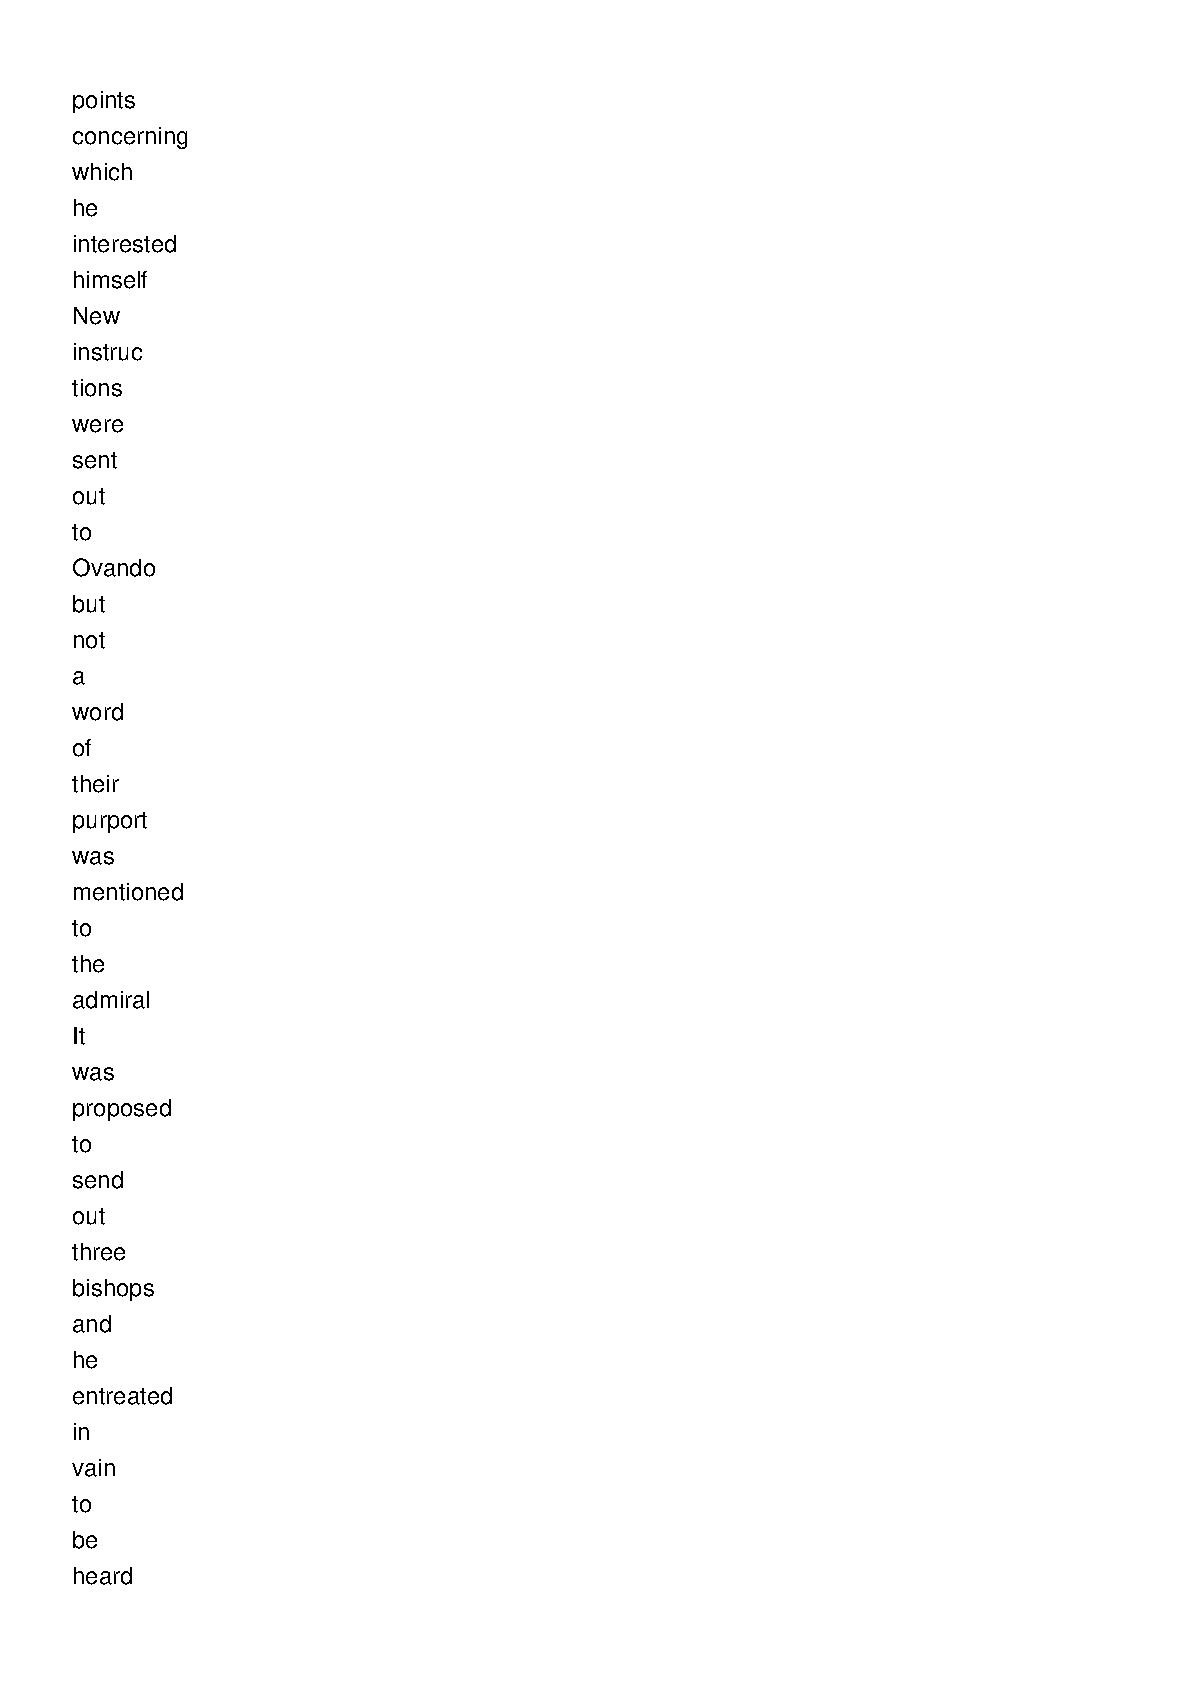 points
concerning
which
he
interested
himself
New
instruc
tions
were
sent
out
to
Ovando
but
not
a
word
of
their
purport
was
mentioned
to
the
admiral
It
was
proposed
to
send
out
three
bishops
and
he
entreated
in
vain
to
be
heard